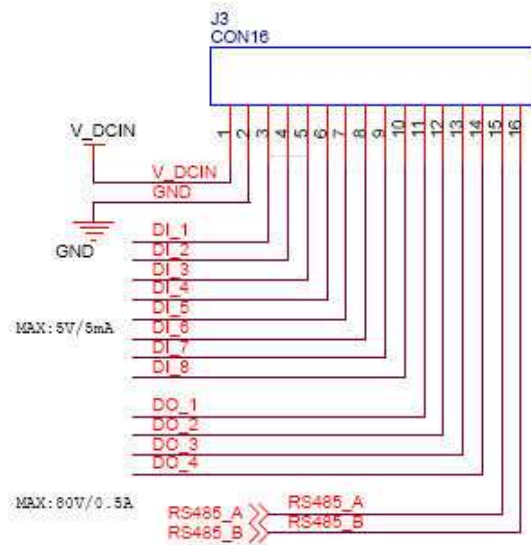 J3
CON16
1 2 3 4 5 6 7 8 9 10 11 12 13 14 15 16
V_DCIN
V_DCIN
GND
GND
DI_1
DI_2
DI_3
DI_4
DI_5
MAX:5V/5mA
DI_6
DI_7
DI_8
DO_1
DO_2
DO_3
DO_4
MAX:80V/0.5A
RS485_A RS485_A
RS485_B RS485_B